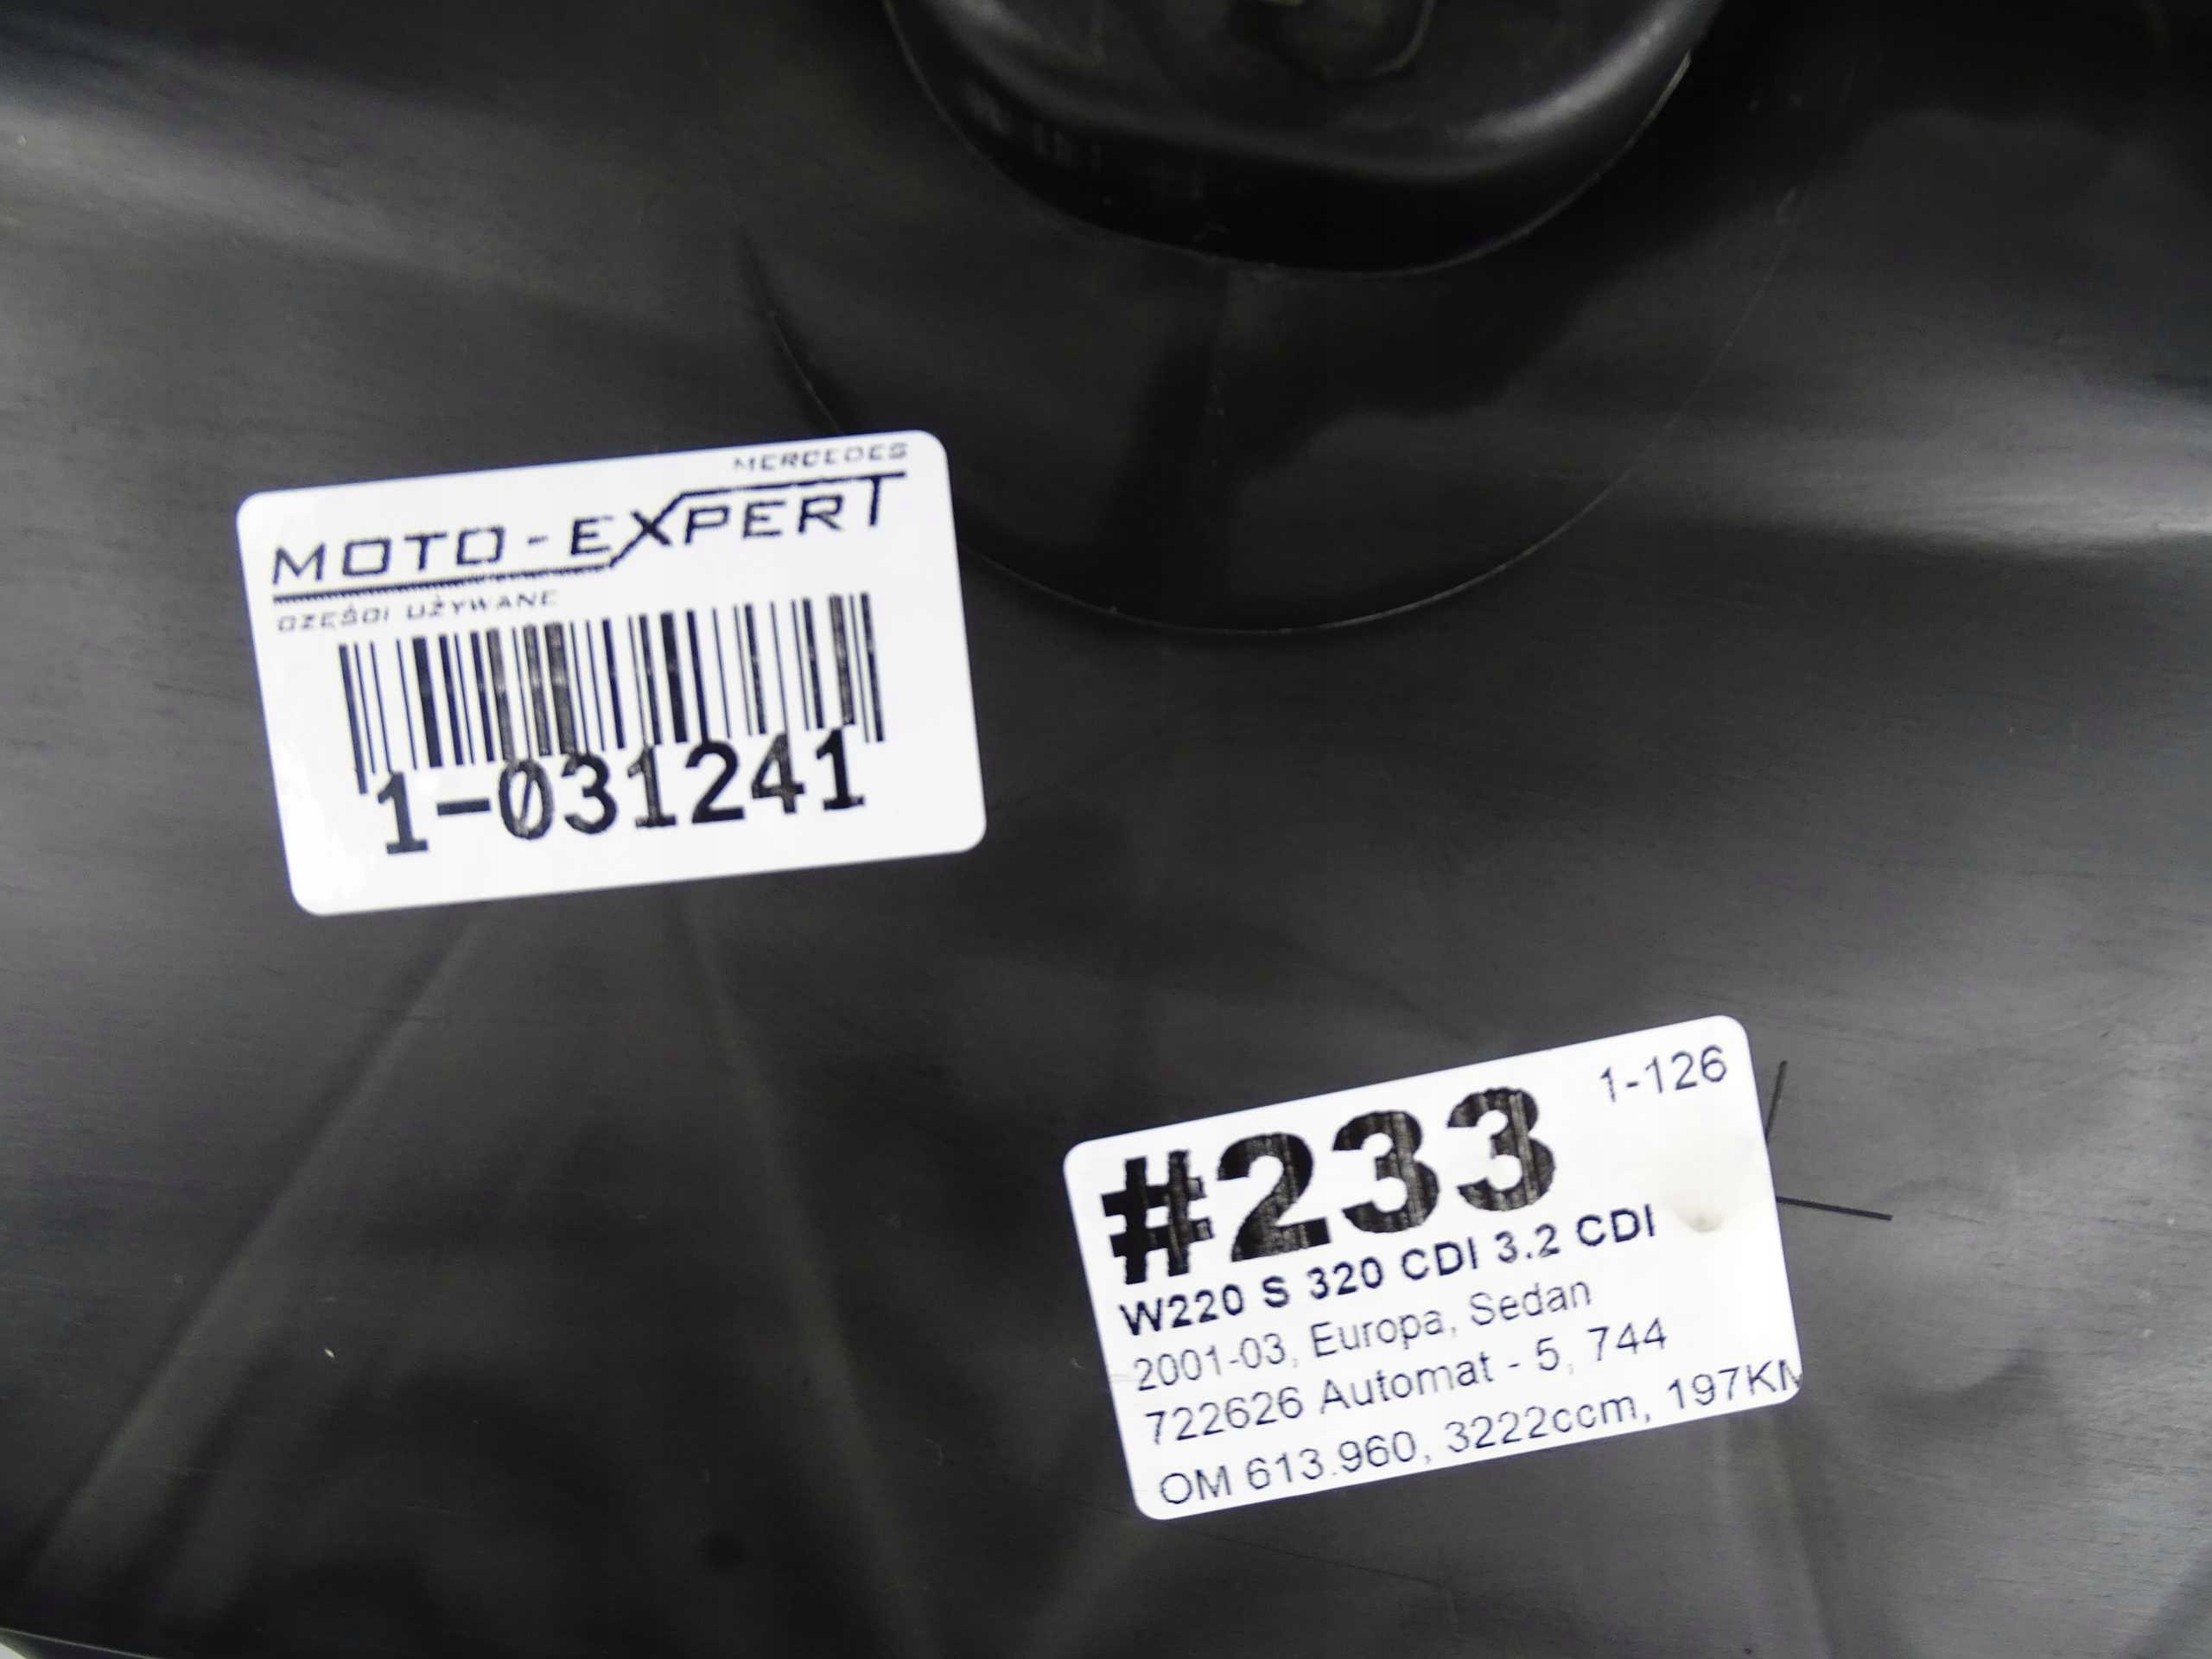 MERCEDES
MOTO-EXPERT
CZĘŚCI UŻYWANE
1-031241
#233 1-126
W220 S 320 CDI 3.2 CDI
2001-03, Europa, Sedan
722626 Automat - 5, 744
OM 613.960, 3222ccm, 197KM